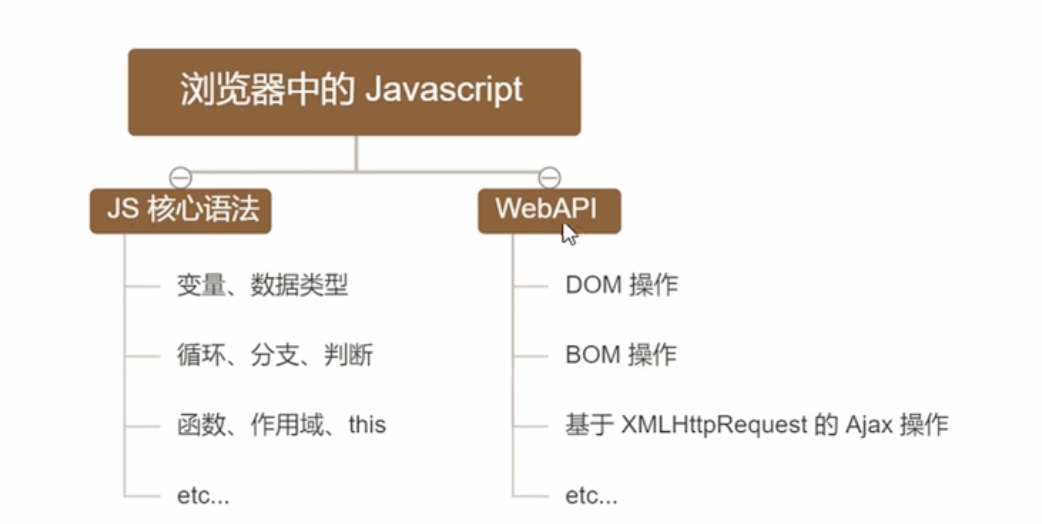 浏览器中的 Javascript
JS 核心语法
变量、数据类型
循环、分支、判断
函数、作用域、this
etc...
WebAPI
DOM 操作
BOM 操作
基于 XMLHttpRequest 的 Ajax 操作
etc...